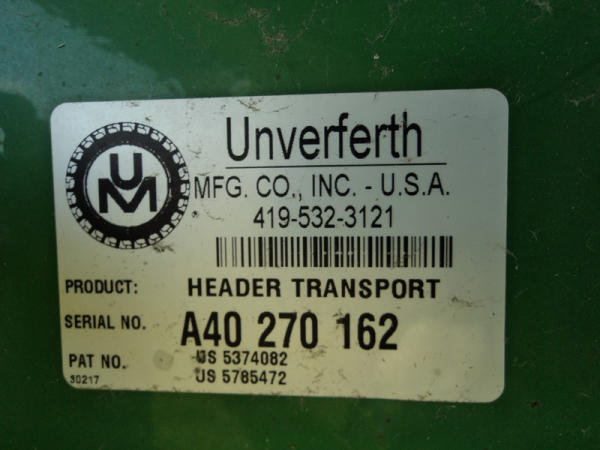 UM
Unverferth
MFG. CO., INC. - U.S.A.
419-532-3121
PRODUCT: HEADER TRANSPORT
SERIAL NO. A40 270 162
PAT NO. US 5374082
30217 US 5785472